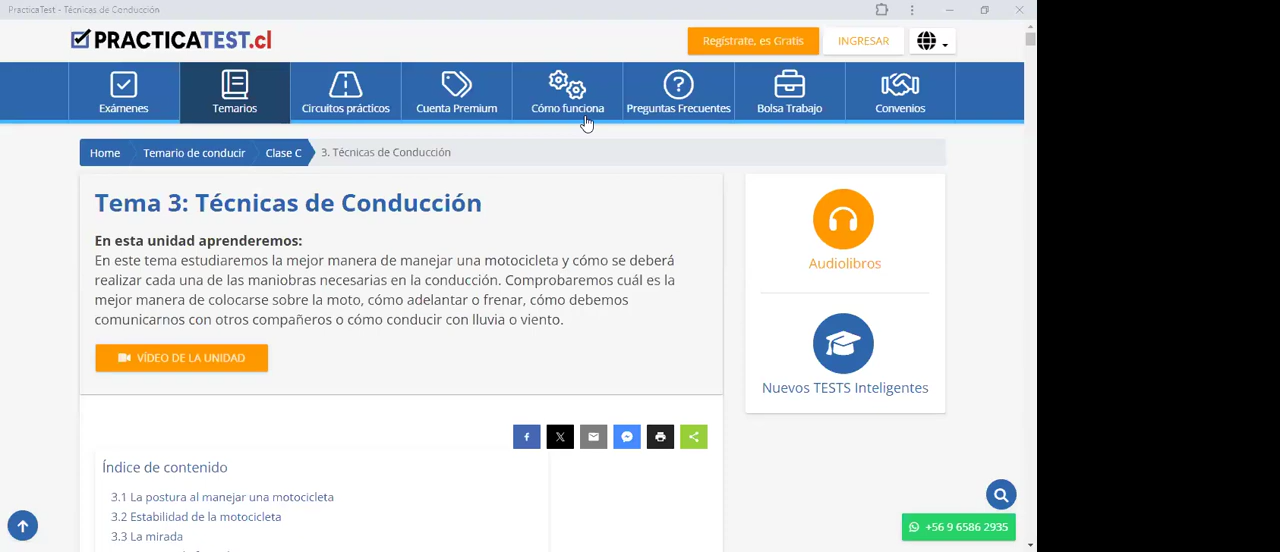 PracticaTest - Técnicas de Conducción
PRACTICATEST.cl
Regístrate, es Gratis
INGRESAR
Exámenes
Temarios
Circuitos prácticos
Cuenta Premium
Cómo funciona
Preguntas Frecuentes
Bolsa Trabajo
Convenios
Home
Temario de conducir
Clase C
3. Técnicas de Conducción
Tema 3: Técnicas de Conducción
En esta unidad aprenderemos:
En este tema estudiaremos la mejor manera de manejar una motocicleta y cómo se deberá
realizar cada una de las maniobras necesarias en la conducción. Comprobaremos cuál es la
mejor manera de colocarse sobre la moto, cómo adelantar o frenar, cómo debemos
comunicarnos con otros compañeros o cómo conducir con lluvia o viento.
VÍDEO DE LA UNIDAD
Audiolibros
Nuevos TESTS Inteligentes
Índice de contenido
3.1 La postura al manejar una motocicleta
3.2 Estabilidad de la motocicleta
3.3 La mirada
+56 9 6586 2935